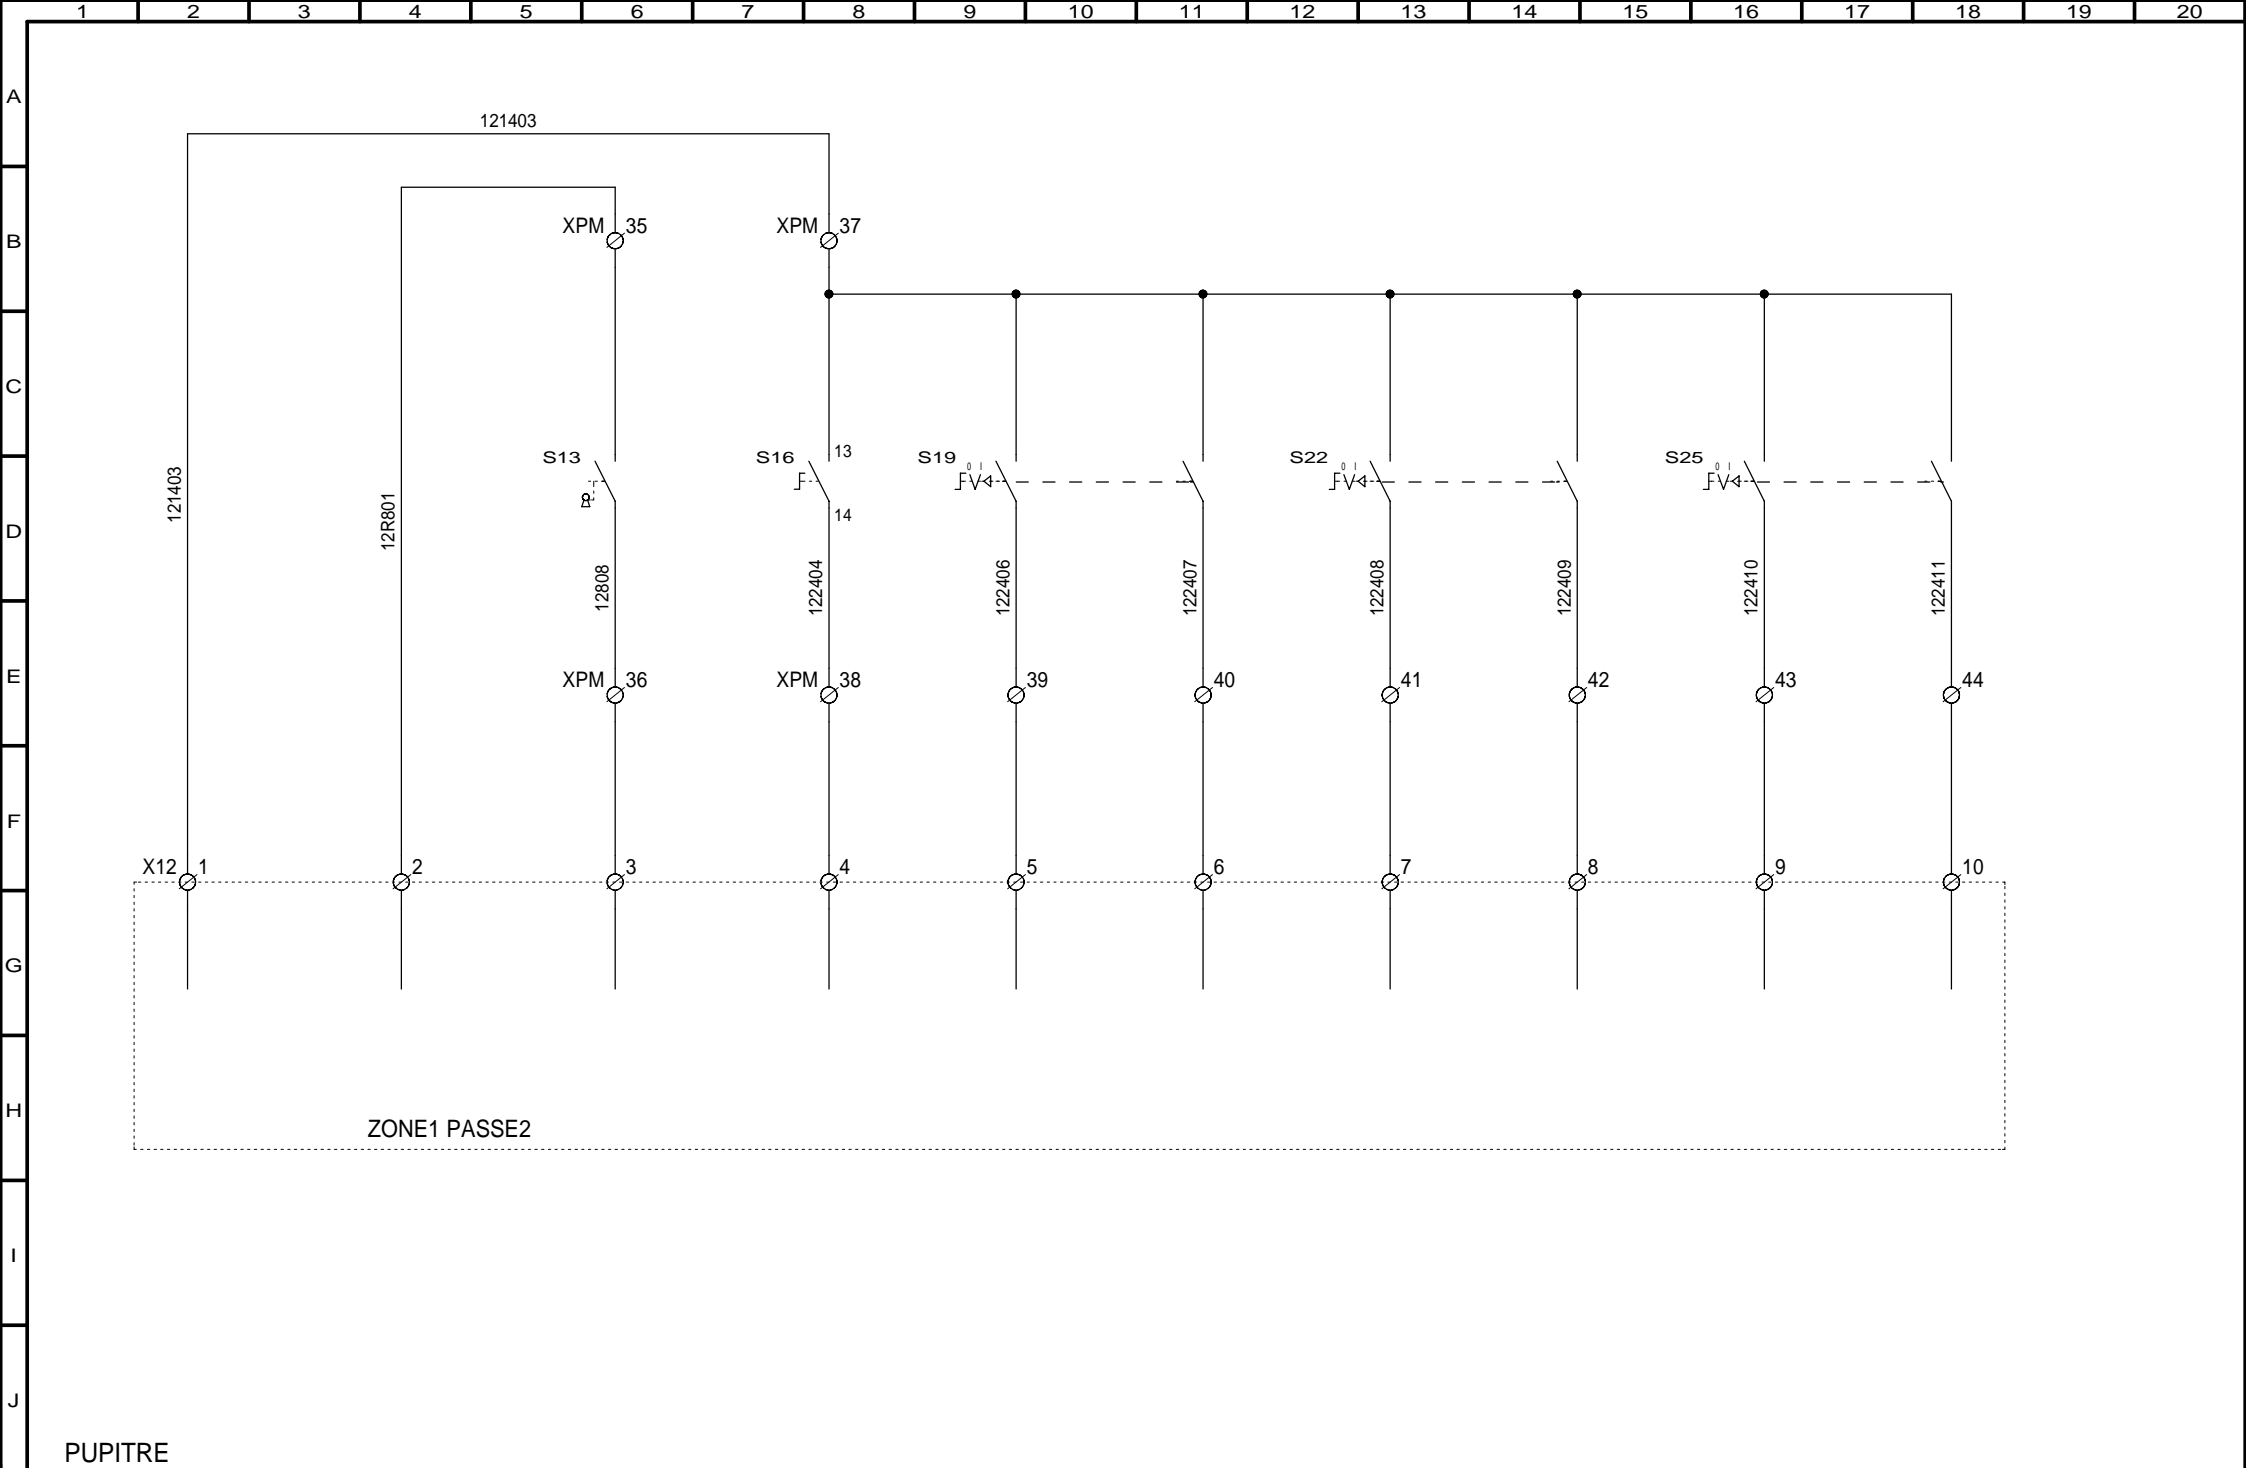 1 2 3 4 5 6 7 8 9 10 11 12 13 14 15 16 17 18 19 20
A
121403
B
XPM 35 XPM 37
C
S13 S16 13 S19 0 I S22 0 I S25 0 I
14
D
121403 12R801 12808 122404 122406 122407 122408 122409 122410 122411
E
XPM 36 XPM 38 39 40 41 42 43 44
F
X12 1 2 3 4 5 6 7 8 9 10
G
H
ZONE1 PASSE2
I
J
PUPITRE